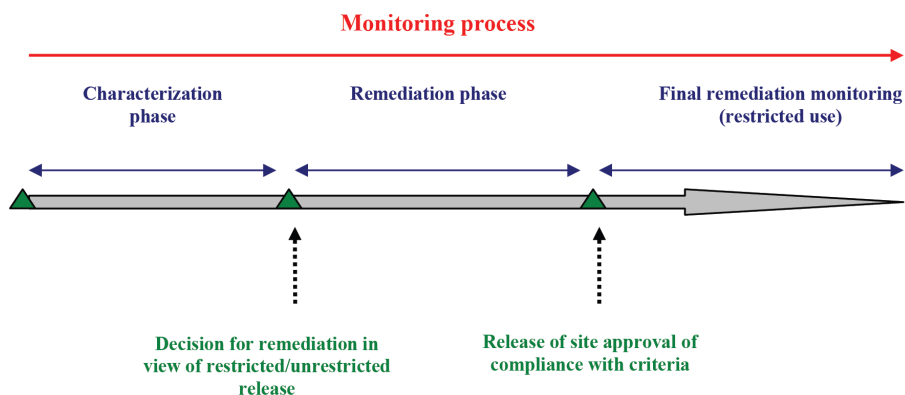 Monitoring process
Characterization
phase
Remediation phase
Final remediation monitoring
(restricted use)
Decision for remediation in
view of restricted/unrestricted
release
Release of site approval of
compliance with criteria